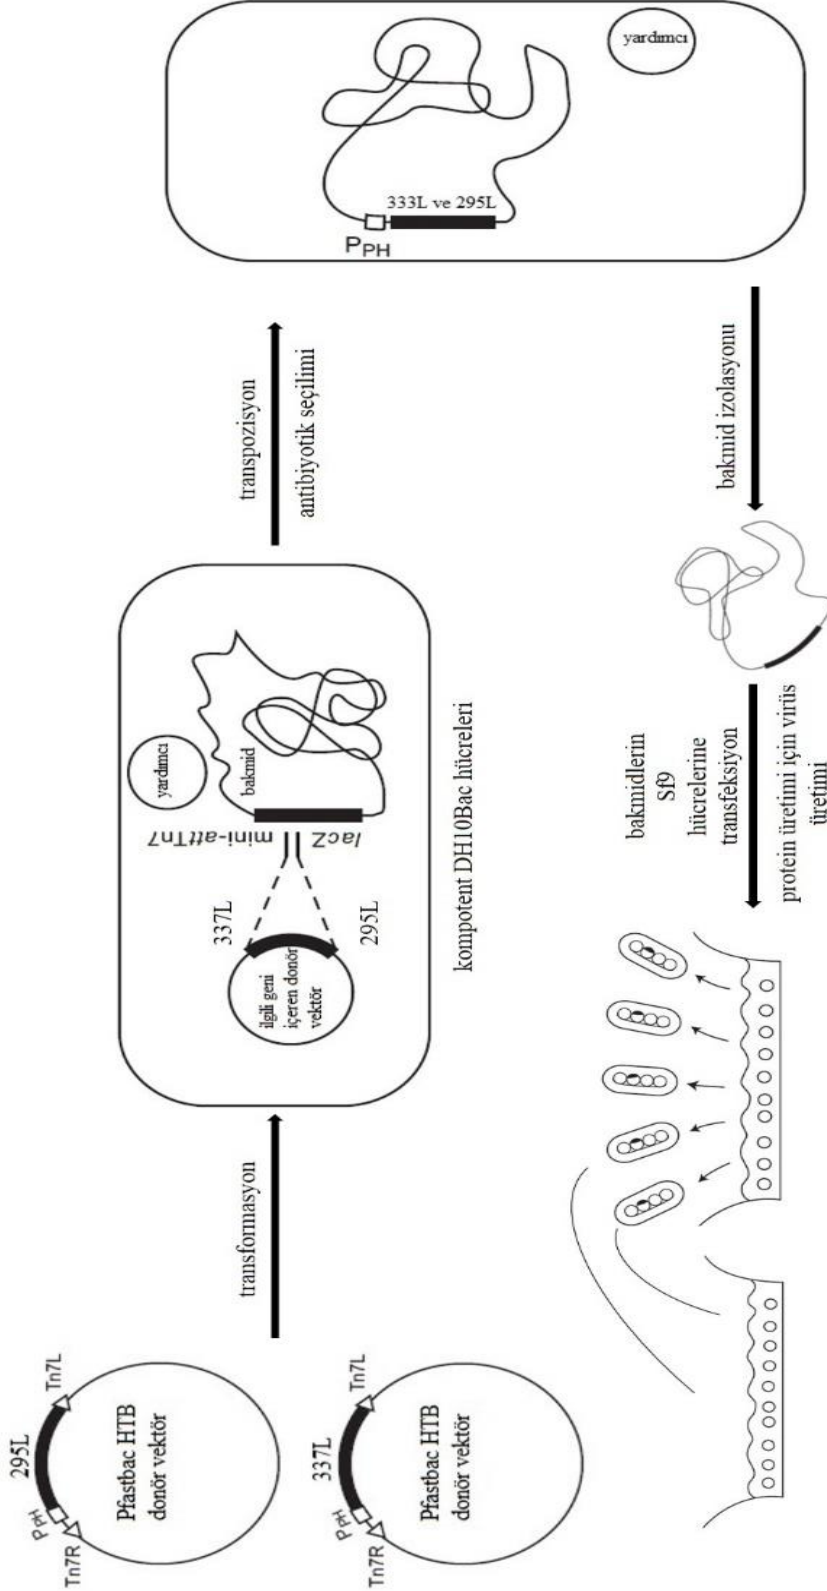 295L
PPH
Tn7R
Tn7L
Pfastbac HTB
donör vektör
337L
PPH
Tn7R
Tn7L
Pfastbac HTB
donör vektör
transformasyon
yardımcı
bakmid
lacZ
mini-attTn7
337L
295L
ilgili geni
içeren donör
vektör
kompotent DH10Bac hücreleri
transpozisyon
antibiyotik seçilimi
yardımcı
333L ve 295L
PPH
bakmid izolasyonu
bakmidlerin
Sf9
hücrelerine
transfeksiyon
protein üretimi için virüs
üretimi